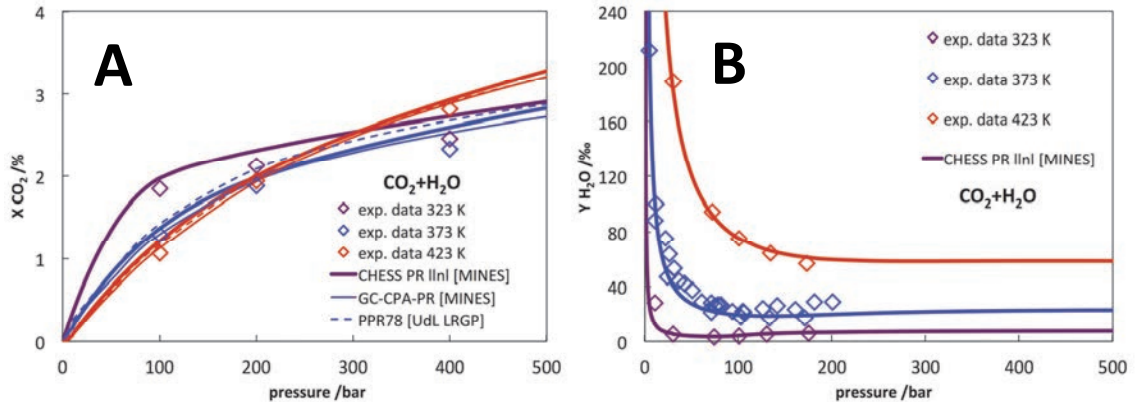 A
4
3
2
1
0
X CO₂ /%
0
100
200
300
400
500
pressure /bar
CO₂+H₂O
exp. data 323 K
exp. data 373 K
exp. data 423 K
CHESS PR llnl [MINES]
GC-CPA-PR [MINES]
PPR78 [UdL LRGP]
B
240
200
160
120
80
40
0
Y H₂O /‰
0
100
200
300
400
500
pressure /bar
exp. data 323 K
exp. data 373 K
exp. data 423 K
CHESS PR llnl [MINES]
CO₂+H₂O